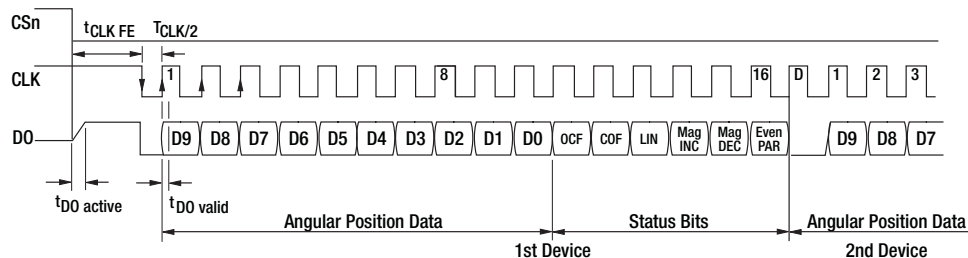 CSn
tCLK FE TCLK/2
CLK 1 8 16 D 1 2 3
DO D9 D8 D7 D6 D5 D4 D3 D2 D1 D0 OCF COF LIN Mag INC Mag DEC Even PAR D9 D8 D7
tDO active tDO valid
Angular Position Data Status Bits Angular Position Data
1st Device 2nd Device